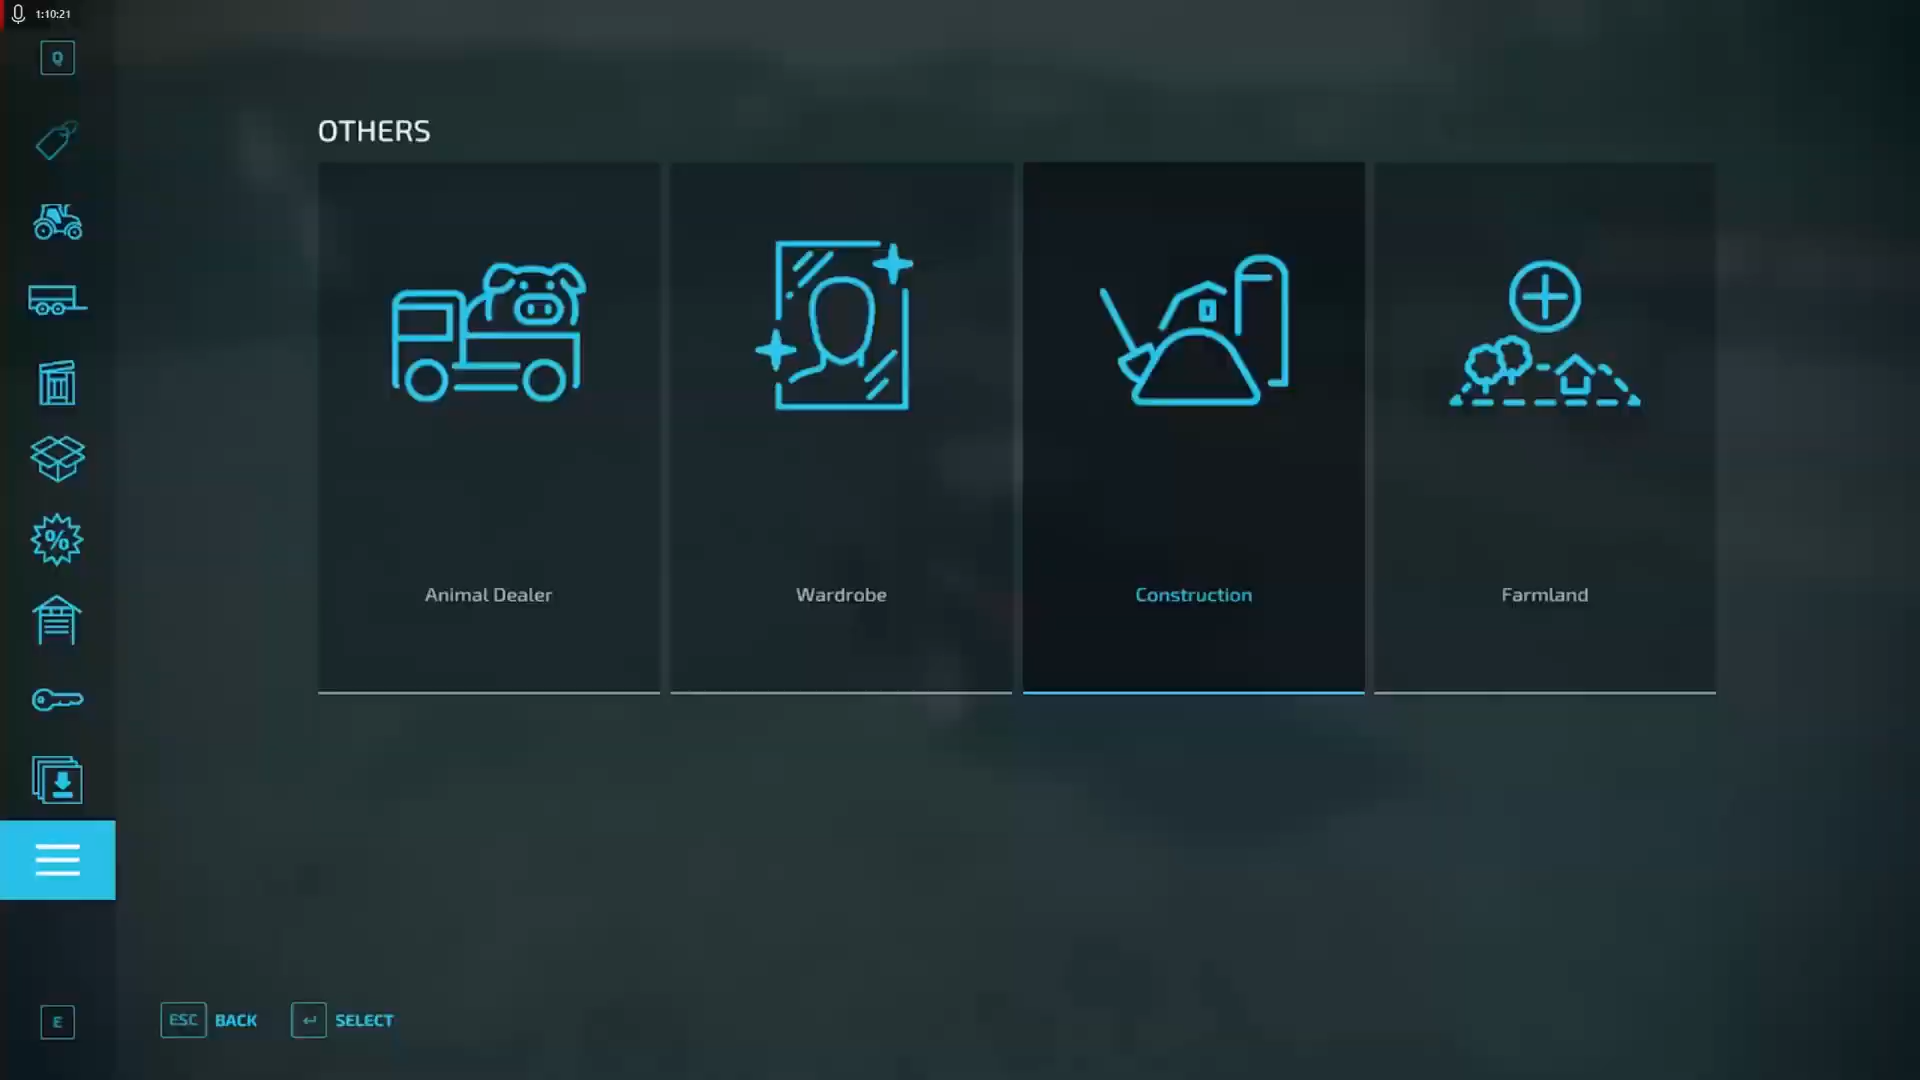 1:10:21
Q
OTHERS
%
Animal Dealer
Wardrobe
Construction
Farmland
E
ESC BACK ↵ SELECT